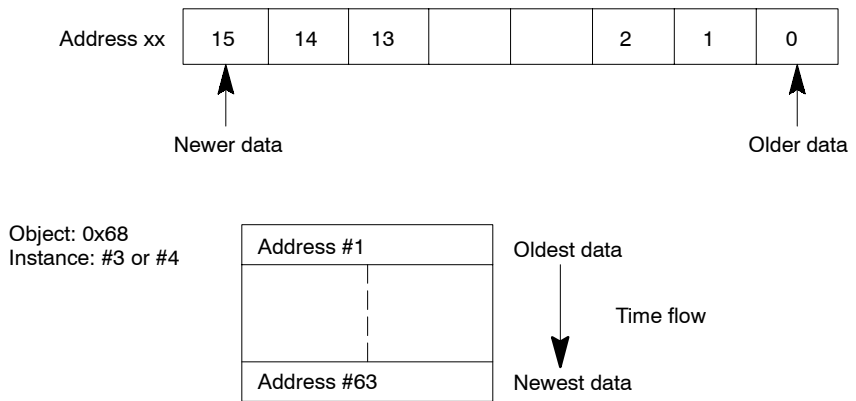 Address xx 15 14 13 2 1 0
Newer data Older data
Object: 0x68
Instance: #3 or #4
Address #1 Oldest data
Time flow
Address #63 Newest data